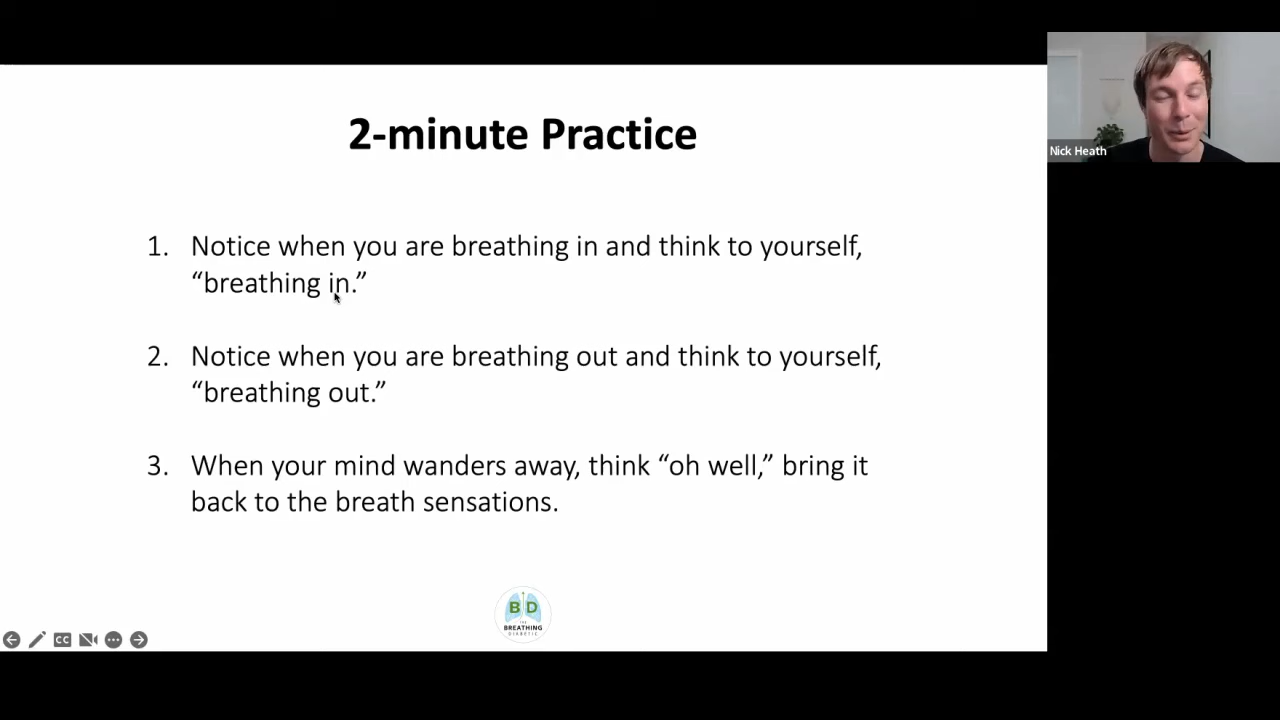 2-minute Practice
Nick Heath
1. Notice when you are breathing in and think to yourself,
“breathing in.”
2. Notice when you are breathing out and think to yourself,
“breathing out.”
3. When your mind wanders away, think “oh well,” bring it
back to the breath sensations.
B D
THE
BREATHING
DIABETIC
CC